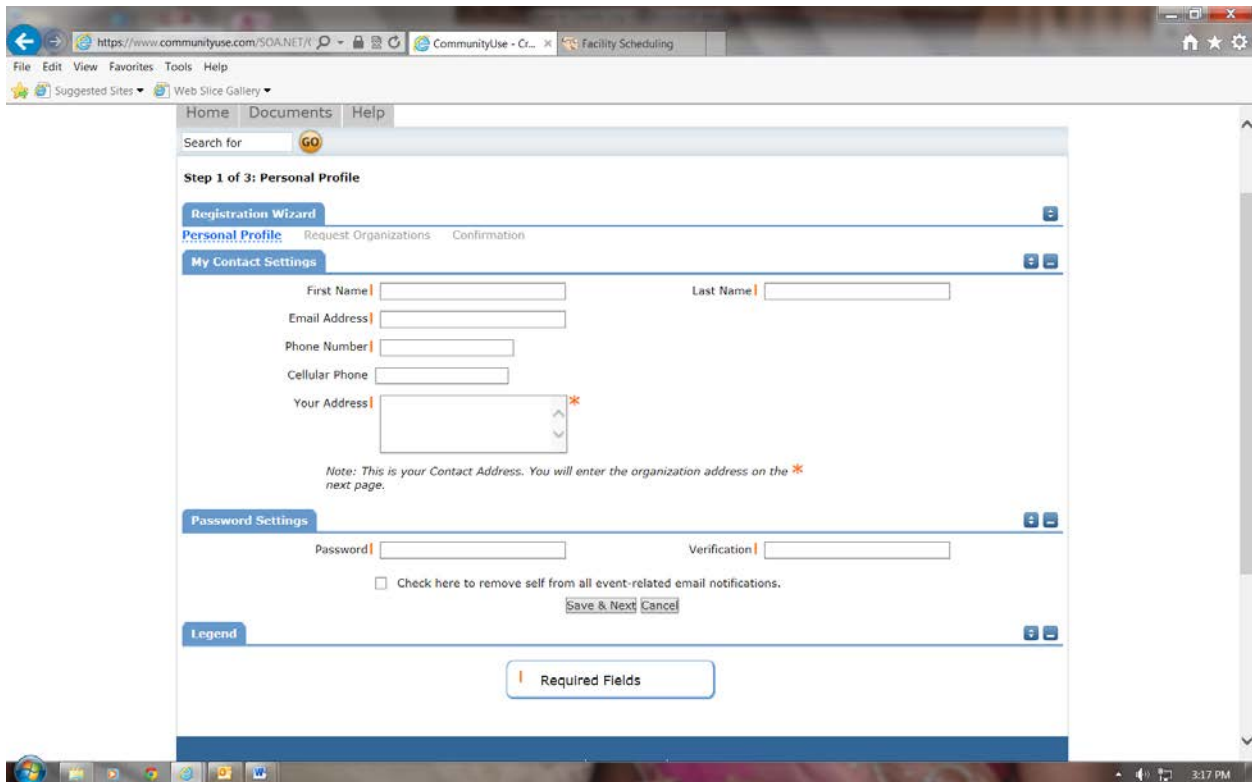 https://www.communityuse.com/SOA.NET/( CommunityUse - Cr... Facility Scheduling
File Edit View Favorites Tools Help
Suggested Sites Web Slice Gallery
Home Documents Help
Search for GO
Step 1 of 3: Personal Profile
Registration Wizard
Personal Profile Request Organizations Confirmation
My Contact Settings
First Name Last Name
Email Address
Phone Number
Cellular Phone
Your Address *
Note: This is your Contact Address. You will enter the organization address on the *
next page.
Password Settings
Password Verification
Check here to remove self from all event-related email notifications.
Save & Next Cancel
Legend
Required Fields
3:17 PM